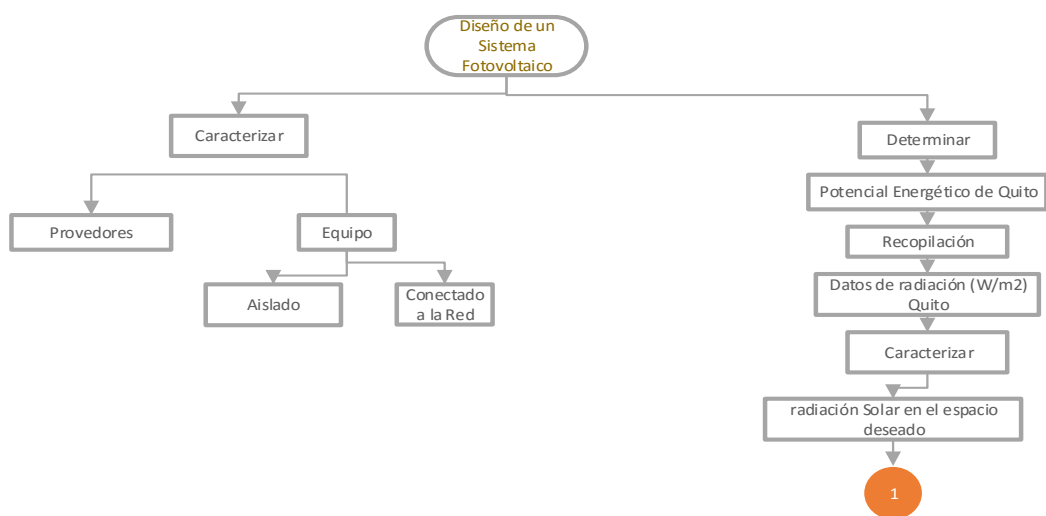 Diseño de un
Sistema
Fotovoltaico
Caracterizar
Determinar
Potencial Energético de Quito
Provedores
Equipo
Recopilación
Aislado
Conectado
a la Red
Datos de radiación (W/m2)
Quito
Caracterizar
radiación Solar en el espacio
deseado
1